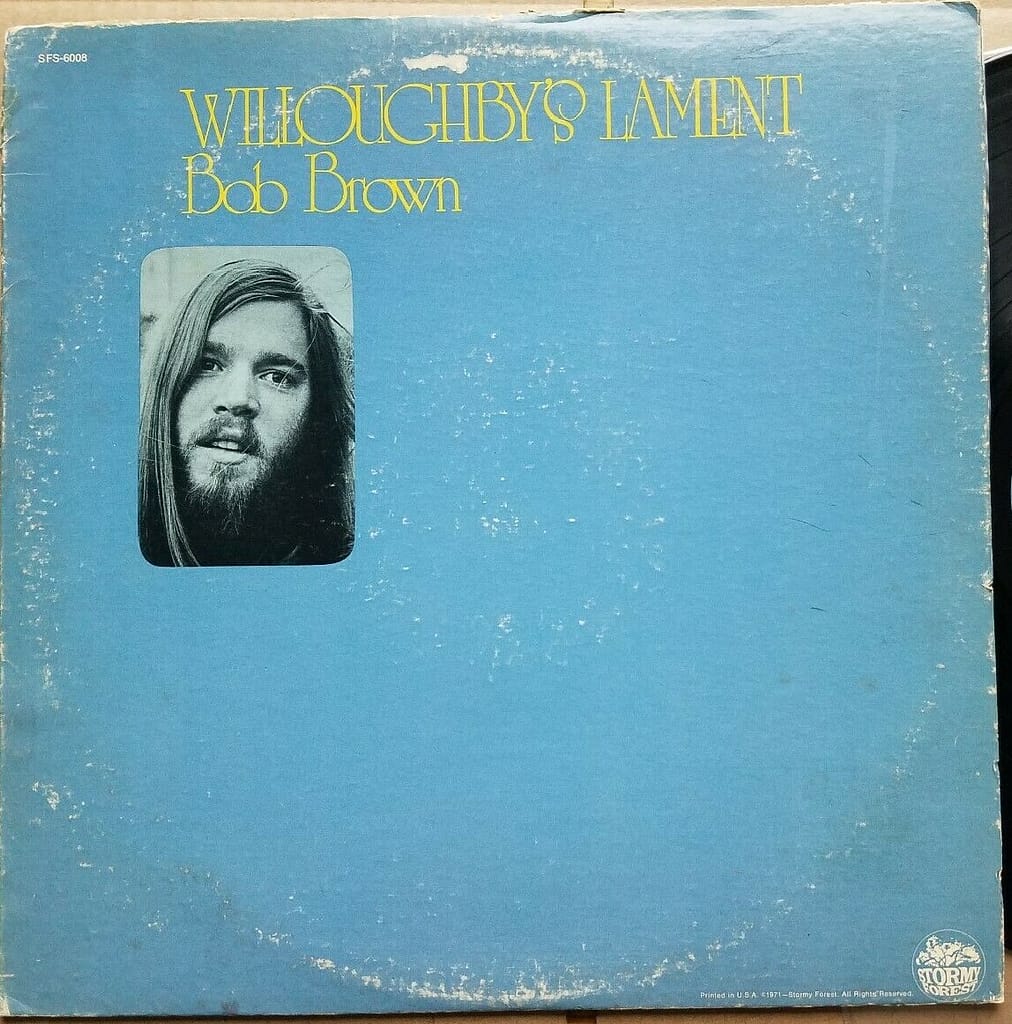 SFS-6008
WILLOUGHBY'S LAMENT
Bob Brown
STORMY
FOREST
Printed in U.S.A. ©1971—Stormy Forest. All Rights Reserved.